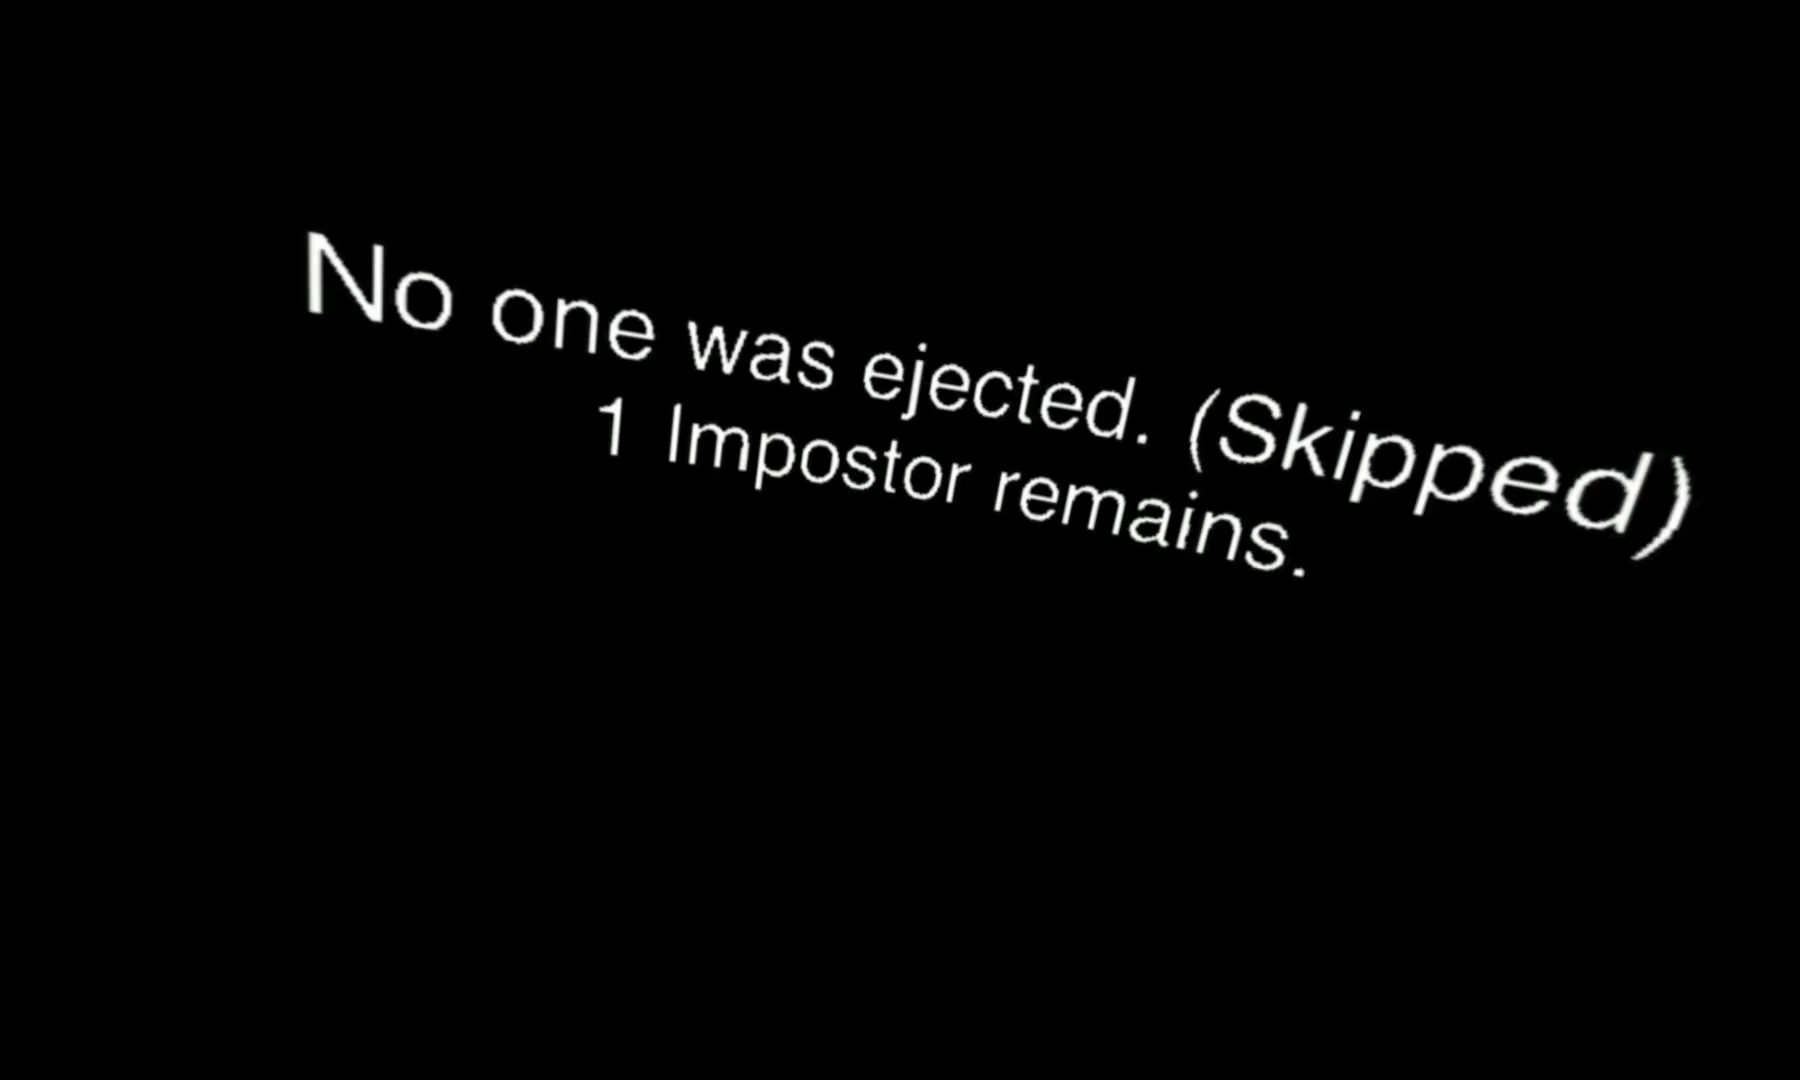 No one was ejected. (Skipped)
1 Impostor remains.